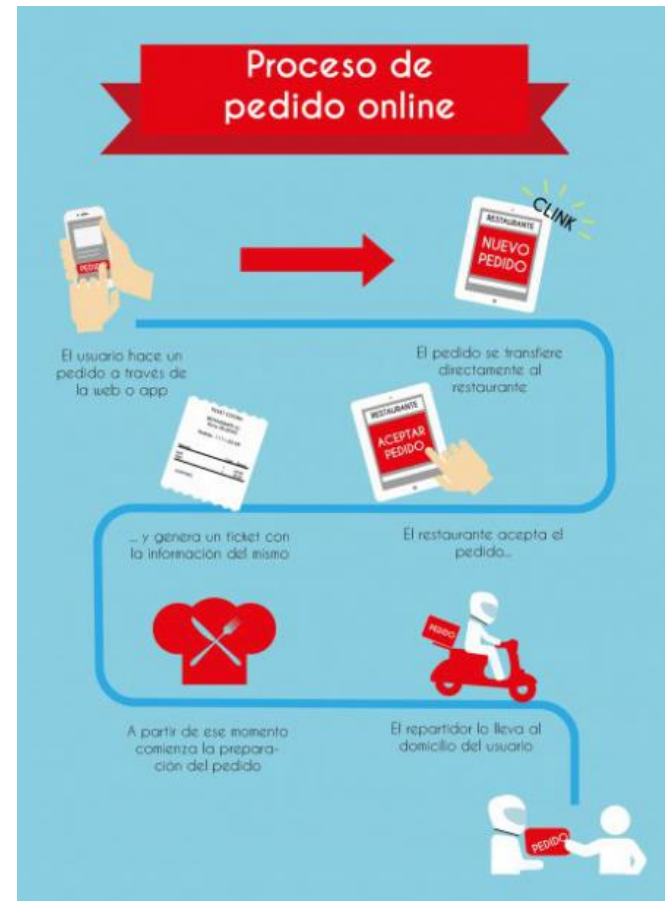 Proceso de
pedido online
PEDIDO
CLINK
RESTAURANTE
NUEVO
PEDIDO
El usuario hace un
pedido a través de
la web o app
El pedido se transfiere
directamente al
restaurante
RESTAURANTE
ACEPTAR
PEDIDO
El restaurante acepta el
pedido...
... y genera un ticket con
la información del mismo
A partir de ese momento
comienza la prepara-
ción del pedido
PEDIDO
El repartidor lo lleva al
domicilio del usuario
PEDIDO